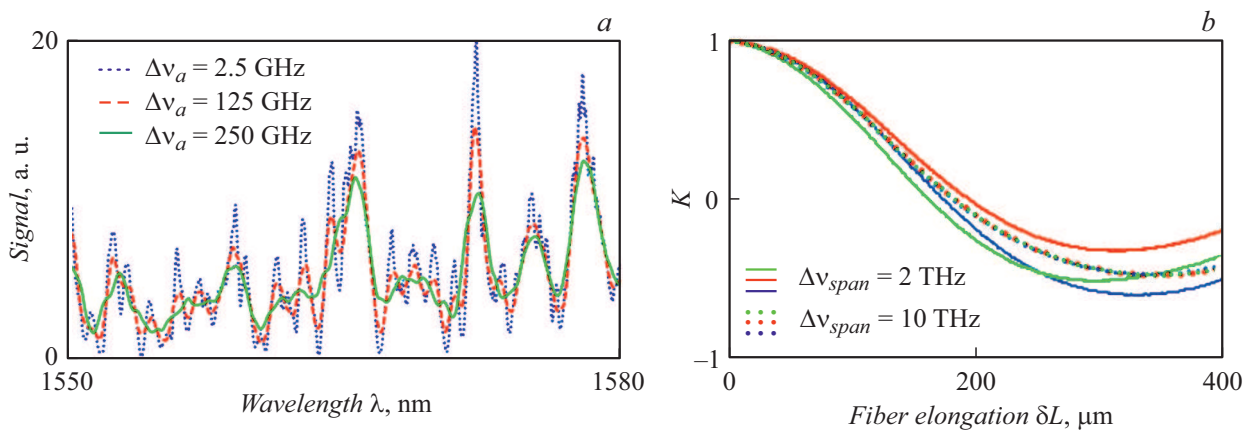 a
20
Δν_a = 2.5 GHz
Δν_a = 125 GHz
Δν_a = 250 GHz
Signal, a. u.
0
1550
1580
Wavelength λ, nm
b
1
K
0
Δν_span = 2 THz
Δν_span = 10 THz
−1
0
200
400
Fiber elongation δL, μm